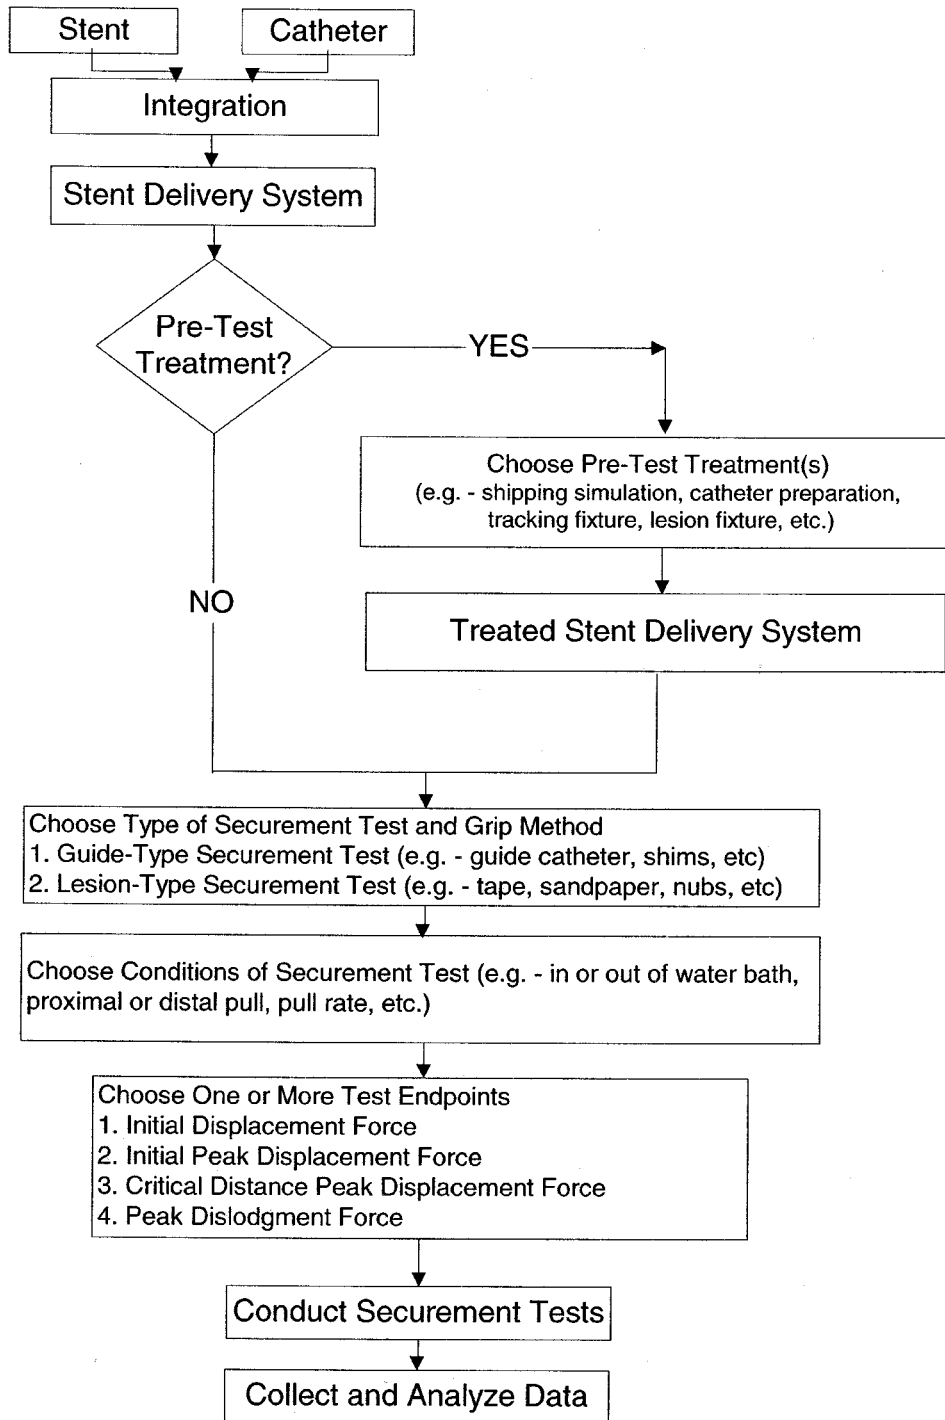 Stent
Catheter
Integration
Stent Delivery System
Pre-Test
Treatment?
YES
Choose Pre-Test Treatment(s)
(e.g. - shipping simulation, catheter preparation,
tracking fixture, lesion fixture, etc.)
NO
Treated Stent Delivery System
Choose Type of Securement Test and Grip Method
1. Guide-Type Securement Test (e.g. - guide catheter, shims, etc)
2. Lesion-Type Securement Test (e.g. - tape, sandpaper, nubs, etc)
Choose Conditions of Securement Test (e.g. - in or out of water bath,
proximal or distal pull, pull rate, etc.)
Choose One or More Test Endpoints
1. Initial Displacement Force
2. Initial Peak Displacement Force
3. Critical Distance Peak Displacement Force
4. Peak Dislodgment Force
Conduct Securement Tests
Collect and Analyze Data